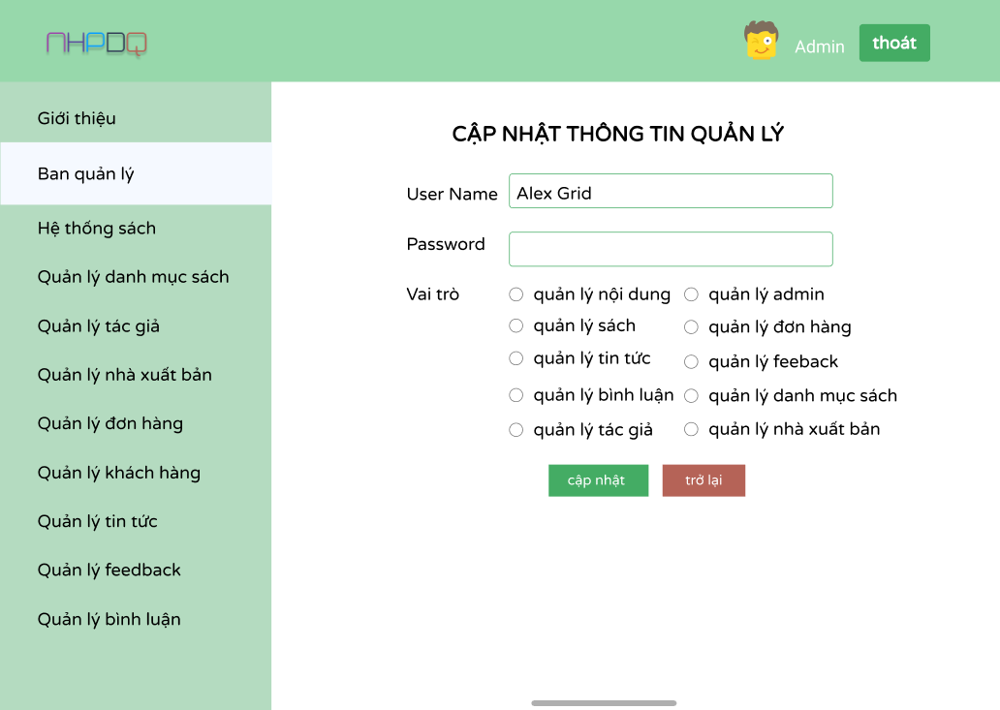 NHPDQ
Admin
thoát
Giới thiệu
Ban quản lý
Hệ thống sách
Quản lý danh mục sách
Quản lý tác giả
Quản lý nhà xuất bản
Quản lý đơn hàng
Quản lý khách hàng
Quản lý tin tức
Quản lý feedback
Quản lý bình luận
CẬP NHẬT THÔNG TIN QUẢN LÝ
User Name Alex Grid
Password
Vai trò quản lý nội dung quản lý admin
quản lý sách quản lý đơn hàng
quản lý tin tức quản lý feeback
quản lý bình luận quản lý danh mục sách
quản lý tác giả quản lý nhà xuất bản
cập nhật trở lại